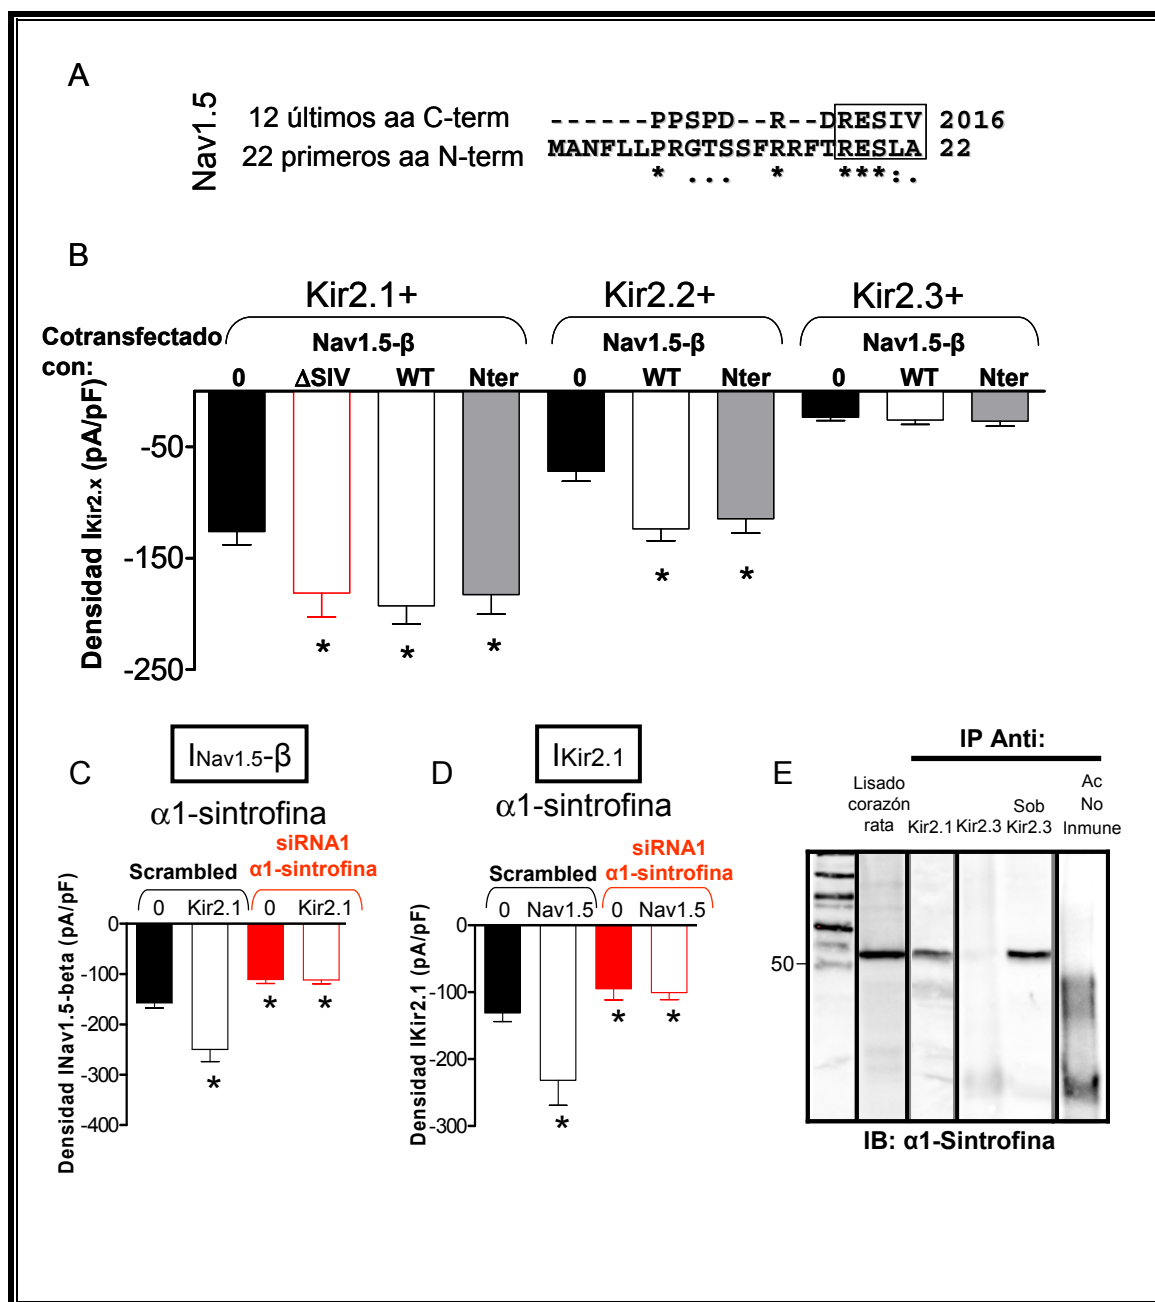 A
Nav1.5
12 últimos aa C-term
------PPSPD--R--DRESIV 2016
22 primeros aa N-term
MANFLLPRGTSSFRRFTRESLA 22
* ... * ***:.
B
Kir2.1+ Kir2.2+ Kir2.3+
Cotransfectado con:
Nav1.5-β Nav1.5-β Nav1.5-β
0 ΔSIV WT Nter 0 WT Nter 0 WT Nter
Densidad IKir2.x (pA/pF)
-50
-150
-250
* * * * *
C
INav1.5-β
α1-sintrofina
Scrambled
siRNA1
α1-sintrofina
0 Kir2.1 0 Kir2.1
Densidad INav1.5-beta (pA/pF)
0
-100
-200
-300
-400
* * *
D
IKir2.1
α1-sintrofina
Scrambled
siRNA1
α1-sintrofina
0 Nav1.5 0 Nav1.5
Densidad IKir2.1 (pA/pF)
0
-100
-200
-300
* * *
E
IP Anti:
Lisado
corazón
rata
Kir2.1
Kir2.3
Sob
Kir2.3
Ac
No
Inmune
50
IB: α1-Sintrofina